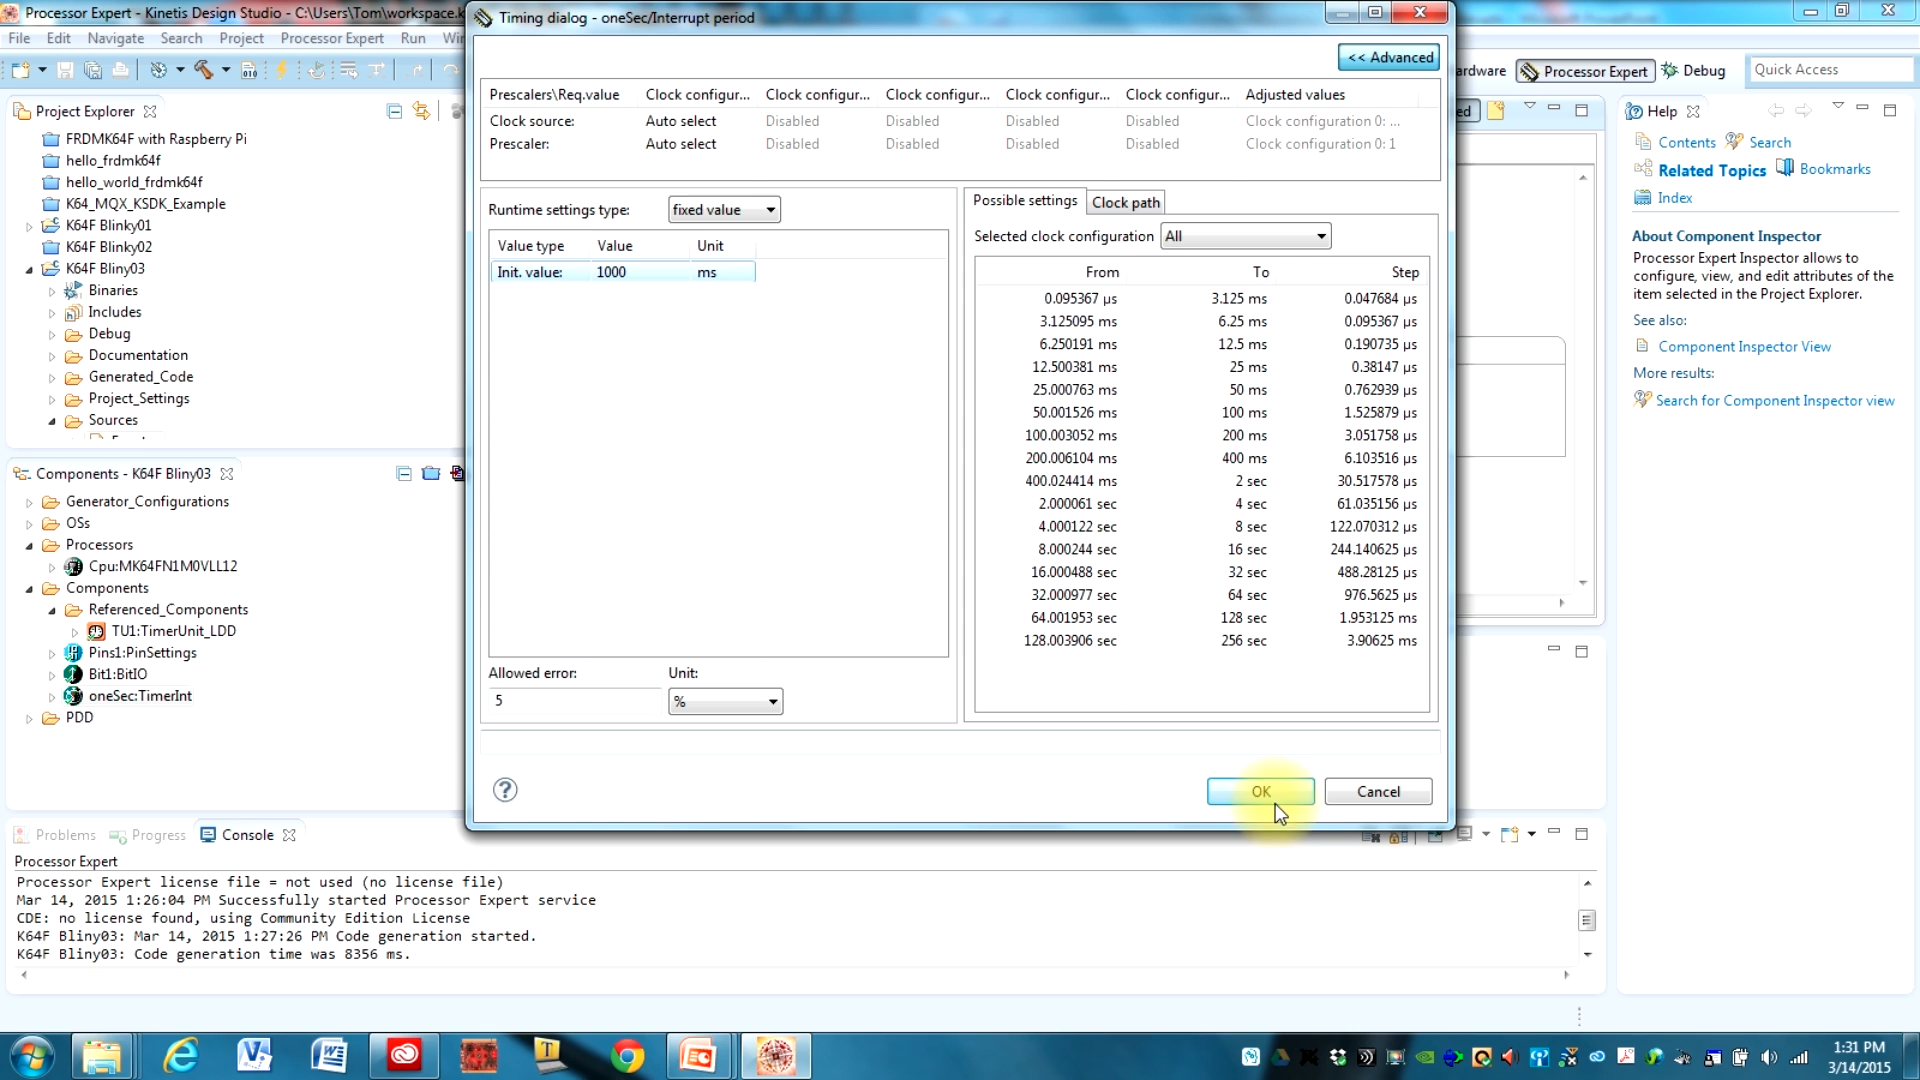 Processor Expert - Kinetis Design Studio - C:\Users\Tom\workspace.k
File Edit Navigate Search Project Processor Expert Run Win
Timing dialog - oneSec/Interrupt period
<< Advanced
Prescalers\Req.value Clock configur... Clock configur... Clock configur... Clock configur... Clock configur... Adjusted values
Clock source: Auto select Disabled Disabled Disabled Disabled Clock configuration 0: ...
Prescaler: Auto select Disabled Disabled Disabled Disabled Clock configuration 0: 1
Runtime settings type: fixed value
Value type Value Unit
Init. value: 1000 ms
Allowed error: Unit:
5 %
Possible settings Clock path
Selected clock configuration All
From To Step
0.095367 µs 3.125 ms 0.047684 µs
3.125095 ms 6.25 ms 0.095367 µs
6.250191 ms 12.5 ms 0.190735 µs
12.500381 ms 25 ms 0.38147 µs
25.000763 ms 50 ms 0.762939 µs
50.001526 ms 100 ms 1.525879 µs
100.003052 ms 200 ms 3.051758 µs
200.006104 ms 400 ms 6.103516 µs
400.024414 ms 2 sec 30.517578 µs
2.000061 sec 4 sec 61.035156 µs
4.000122 sec 8 sec 122.070312 µs
8.000244 sec 16 sec 244.140625 µs
16.000488 sec 32 sec 488.28125 µs
32.000977 sec 64 sec 976.5625 µs
64.001953 sec 128 sec 1.953125 ms
128.003906 sec 256 sec 3.90625 ms
OK Cancel
ardware Processor Expert Debug Quick Access
Project Explorer
FRDMK64F with Raspberry Pi
hello_frdmk64f
hello_world_frdmk64f
K64_MQX_KSDK_Example
K64F Blinky01
K64F Blinky02
K64F Bliny03
Binaries
Includes
Debug
Documentation
Generated_Code
Project_Settings
Sources
Components - K64F Bliny03
Generator_Configurations
OSs
Processors
Cpu:MK64FN1M0VLL12
Components
Referenced_Components
TU1:TimerUnit_LDD
Pins1:PinSettings
Bit1:BitIO
oneSec:TimerInt
PDD
ed
Help
Contents Search
Related Topics Bookmarks
Index
About Component Inspector
Processor Expert Inspector allows to
configure, view, and edit attributes of the
item selected in the Project Explorer.
See also:
Component Inspector View
More results:
Search for Component Inspector view
Problems Progress Console
Processor Expert
Processor Expert license file = not used (no license file)
Mar 14, 2015 1:26:04 PM Successfully started Processor Expert service
CDE: no license found, using Community Edition License
K64F Bliny03: Mar 14, 2015 1:27:26 PM Code generation started.
K64F Bliny03: Code generation time was 8356 ms.
1:31 PM
3/14/2015